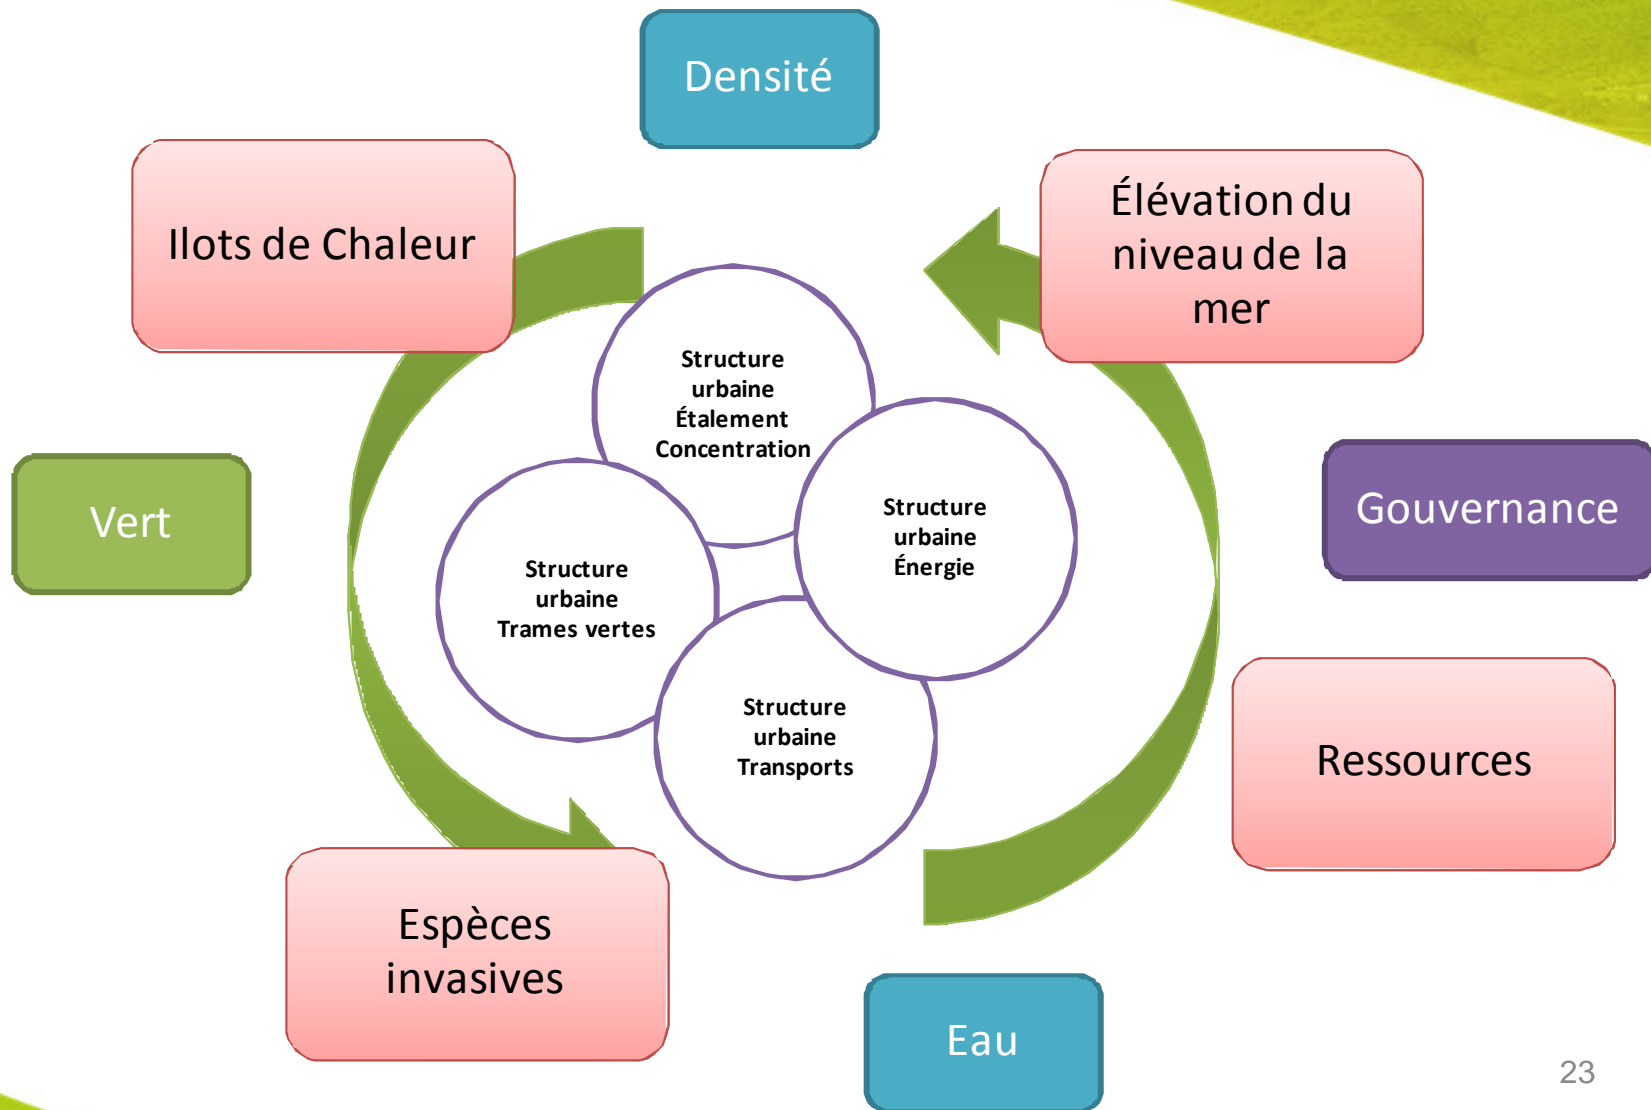 Densité
Ilots de Chaleur
Élévation du
niveau de la
mer
Structure
urbaine
Étalement
Concentration
Structure
urbaine
Énergie
Vert
Gouvernance
Structure
urbaine
Trames vertes
Structure
urbaine
Transports
Ressources
Espèces
invasives
Eau
23